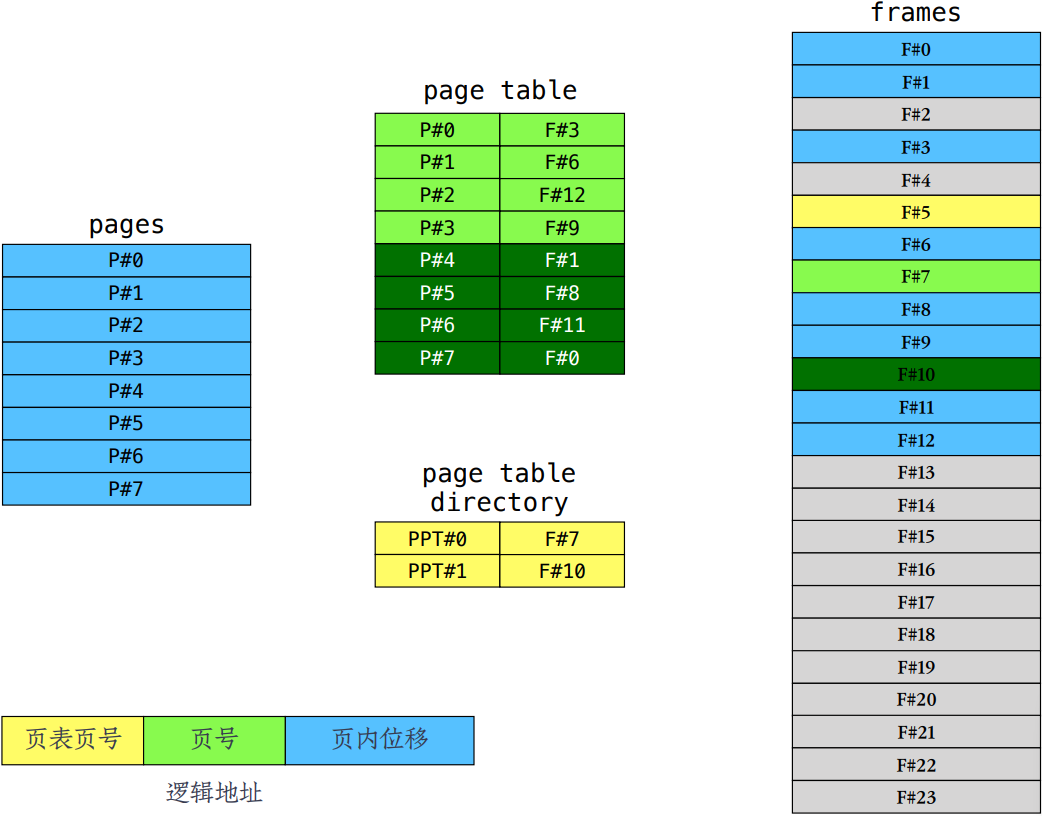 pages
P#0
P#1
P#2
P#3
P#4
P#5
P#6
P#7
page table
P#0 F#3
P#1 F#6
P#2 F#12
P#3 F#9
P#4 F#1
P#5 F#8
P#6 F#11
P#7 F#0
page table
directory
PPT#0 F#7
PPT#1 F#10
frames
F#0
F#1
F#2
F#3
F#4
F#5
F#6
F#7
F#8
F#9
F#10
F#11
F#12
F#13
F#14
F#15
F#16
F#17
F#18
F#19
F#20
F#21
F#22
F#23
页表页号 页号 页内位移
逻辑地址